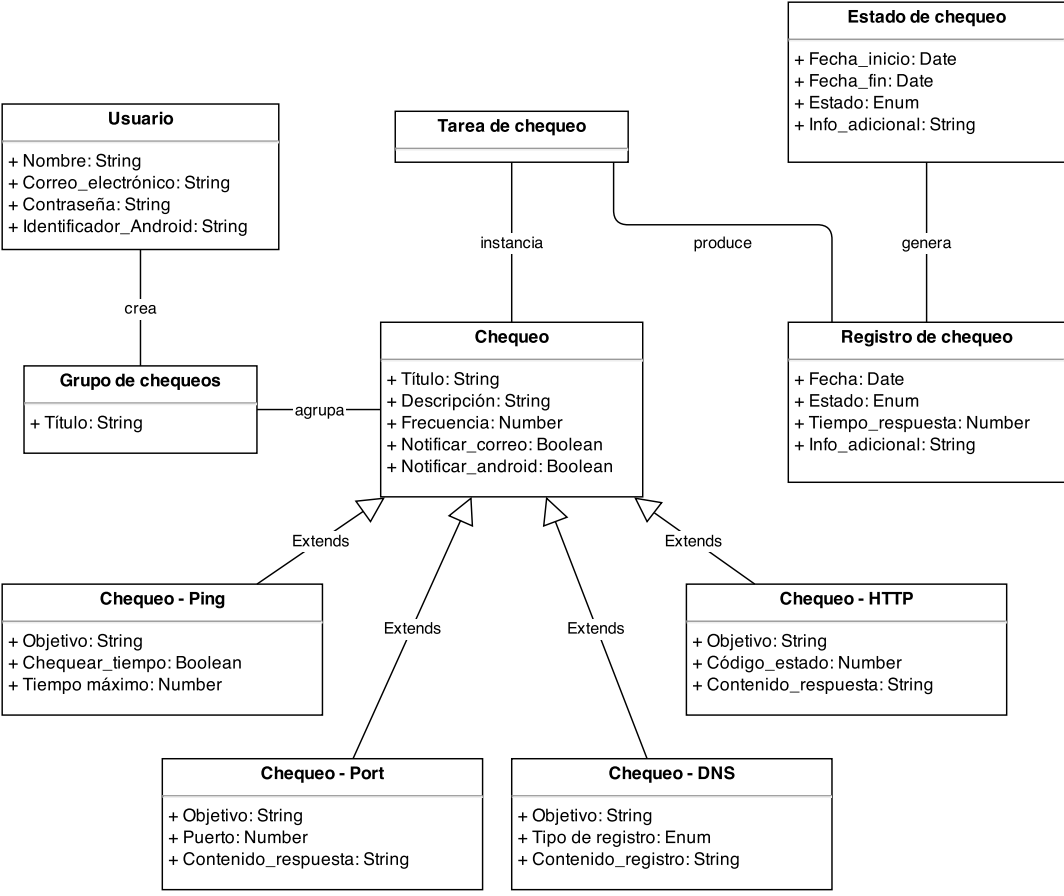 Estado de chequeo
+ Fecha_inicio: Date
+ Fecha_fin: Date
+ Estado: Enum
+ Info_adicional: String
Usuario
+ Nombre: String
+ Correo_electrónico: String
+ Contraseña: String
+ Identificador_Android: String
Tarea de chequeo
instancia
produce
genera
crea
Grupo de chequeos
+ Título: String
agrupa
Chequeo
+ Título: String
+ Descripción: String
+ Frecuencia: Number
+ Notificar_correo: Boolean
+ Notificar_android: Boolean
Registro de chequeo
+ Fecha: Date
+ Estado: Enum
+ Tiempo_respuesta: Number
+ Info_adicional: String
Extends
Extends
Extends
Extends
Chequeo - Ping
+ Objetivo: String
+ Chequear_tiempo: Boolean
+ Tiempo máximo: Number
Chequeo - HTTP
+ Objetivo: String
+ Código_estado: Number
+ Contenido_respuesta: String
Chequeo - Port
+ Objetivo: String
+ Puerto: Number
+ Contenido_respuesta: String
Chequeo - DNS
+ Objetivo: String
+ Tipo de registro: Enum
+ Contenido_registro: String